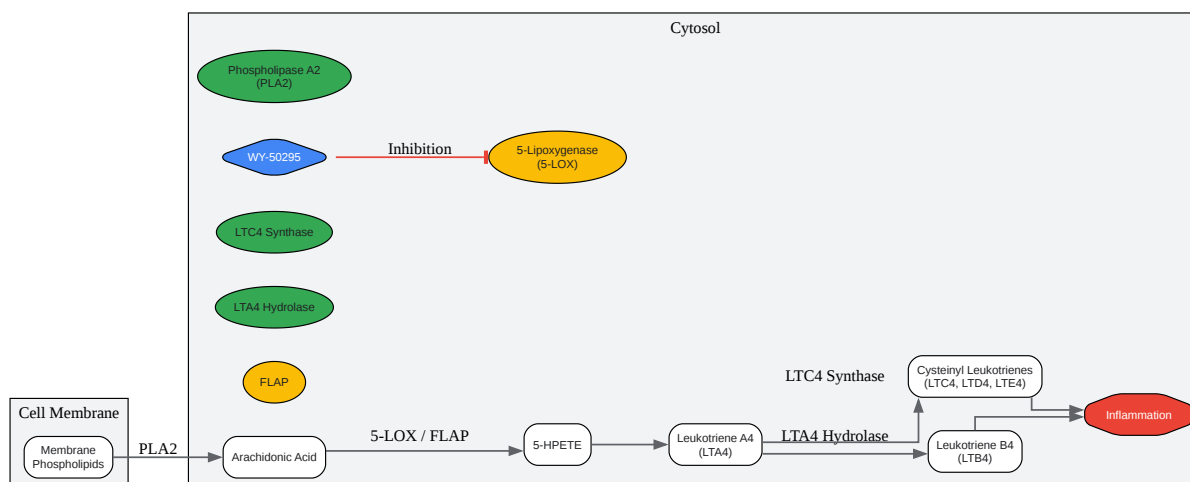 Cytosol
Phospholipase A2
(PLA2)
WY-50295
Inhibition
5-Lipoxygenase
(5-LOX)
LTC4 Synthase
LTA4 Hydrolase
FLAP
LTC4 Synthase
Cysteinyl Leukotrienes
(LTC4, LTD4, LTE4)
Inflammation
Cell Membrane
Membrane
Phospholipids
PLA2
Arachidonic Acid
5-LOX / FLAP
5-HPETE
Leukotriene A4
(LTA4)
LTA4 Hydrolase
Leukotriene B4
(LTB4)